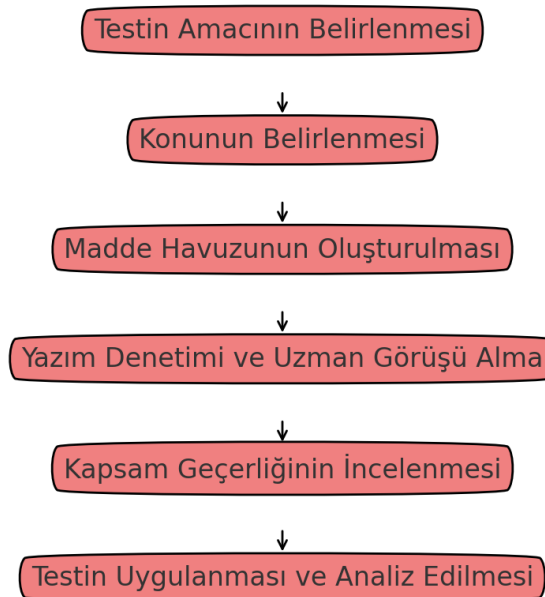 Testin Amacının Belirlenmesi
Konunun Belirlenmesi
Madde Havuzunun Oluşturulması
Yazım Denetimi ve Uzman Görüşü Alma
Kapsam Geçerliğinin İncelenmesi
Testin Uygulanması ve Analiz Edilmesi